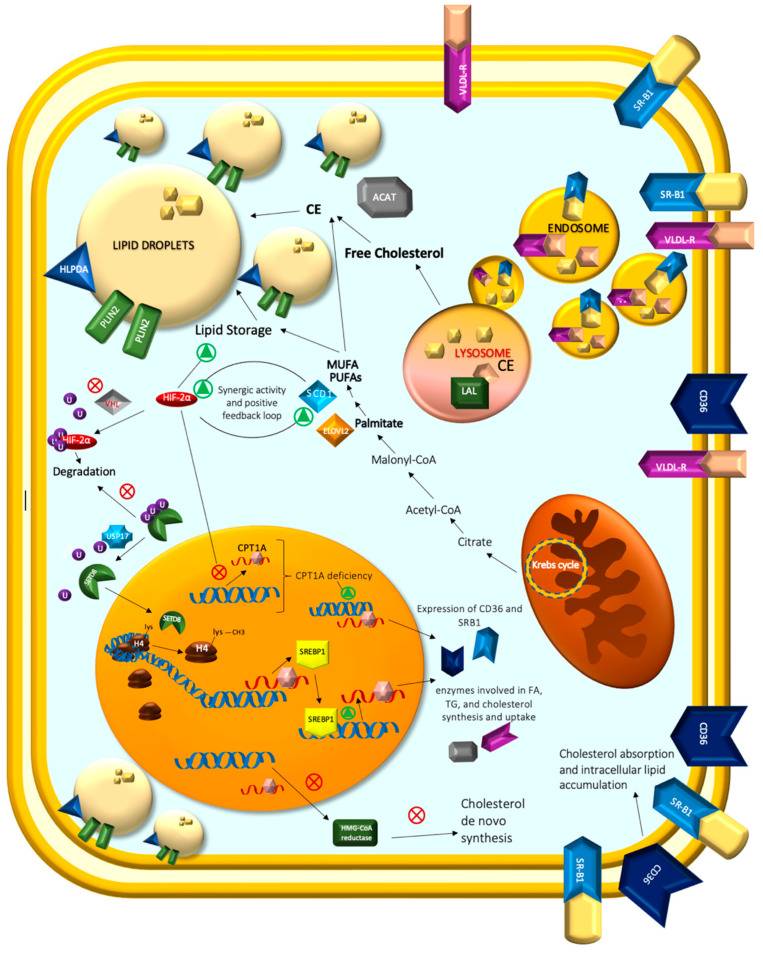 VLDL-R
SR-B1
SR-B1
VLDL-R
ACAT
CE
ENDOSOME
Free Cholesterol
LIPID DROPLETS
HLPDA
PLIN2
PLIN2
Lipid Storage
LYSOSOME
CE
LAL
MUFA
PUFAs
SCD1
ELOVL2
Palmitate
Synergic activity
and positive
feedback loop
HIF-2α
VHL
U
U
HIF-2α
U
U
U
Degradation
CD36
VLDL-R
Malonyl-CoA
Acetyl-CoA
Citrate
Krebs cycle
U
U
U
U
USP17
U
U
SETD8
U
CPT1A
CPT1A deficiency
Expression of CD36 and
SRB1
SETD8
lys
H4
lys —CH3
H4
SREBP1
SREBP1
enzymes involved in FA,
TG, and cholesterol
synthesis and uptake
CD36
Cholesterol absorption
and intracellular lipid
accumulation
SR-B1
HMG-CoA
reductase
Cholesterol
de novo
synthesis
SR-B1
CD36